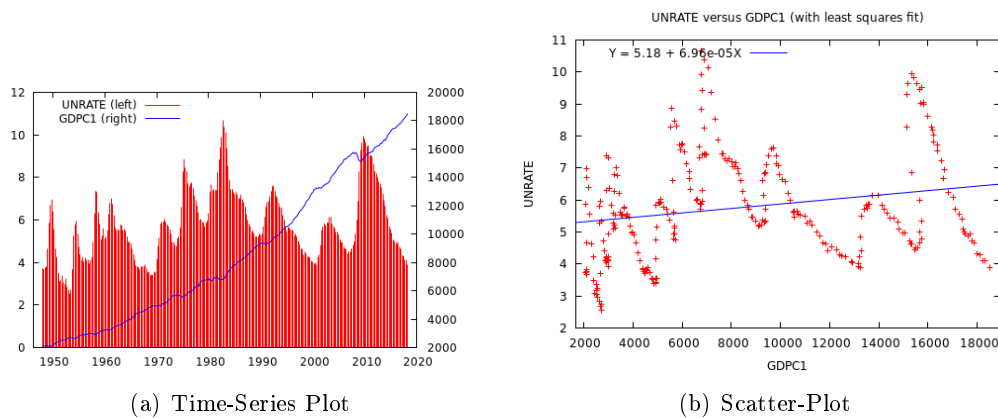 UNRATE (left)
GDPC1 (right)
12
10
8
6
4
2
0
20000
18000
16000
14000
12000
10000
8000
6000
4000
2000
1950 1960 1970 1980 1990 2000 2010 2020
(a) Time-Series Plot
UNRATE versus GDPC1 (with least squares fit)
Y = 5.18 + 6.96e-05X
11
10
9
8
7
6
5
4
3
2
UNRATE
2000 4000 6000 8000 10000 12000 14000 16000 18000
GDPC1
(b) Scatter-Plot